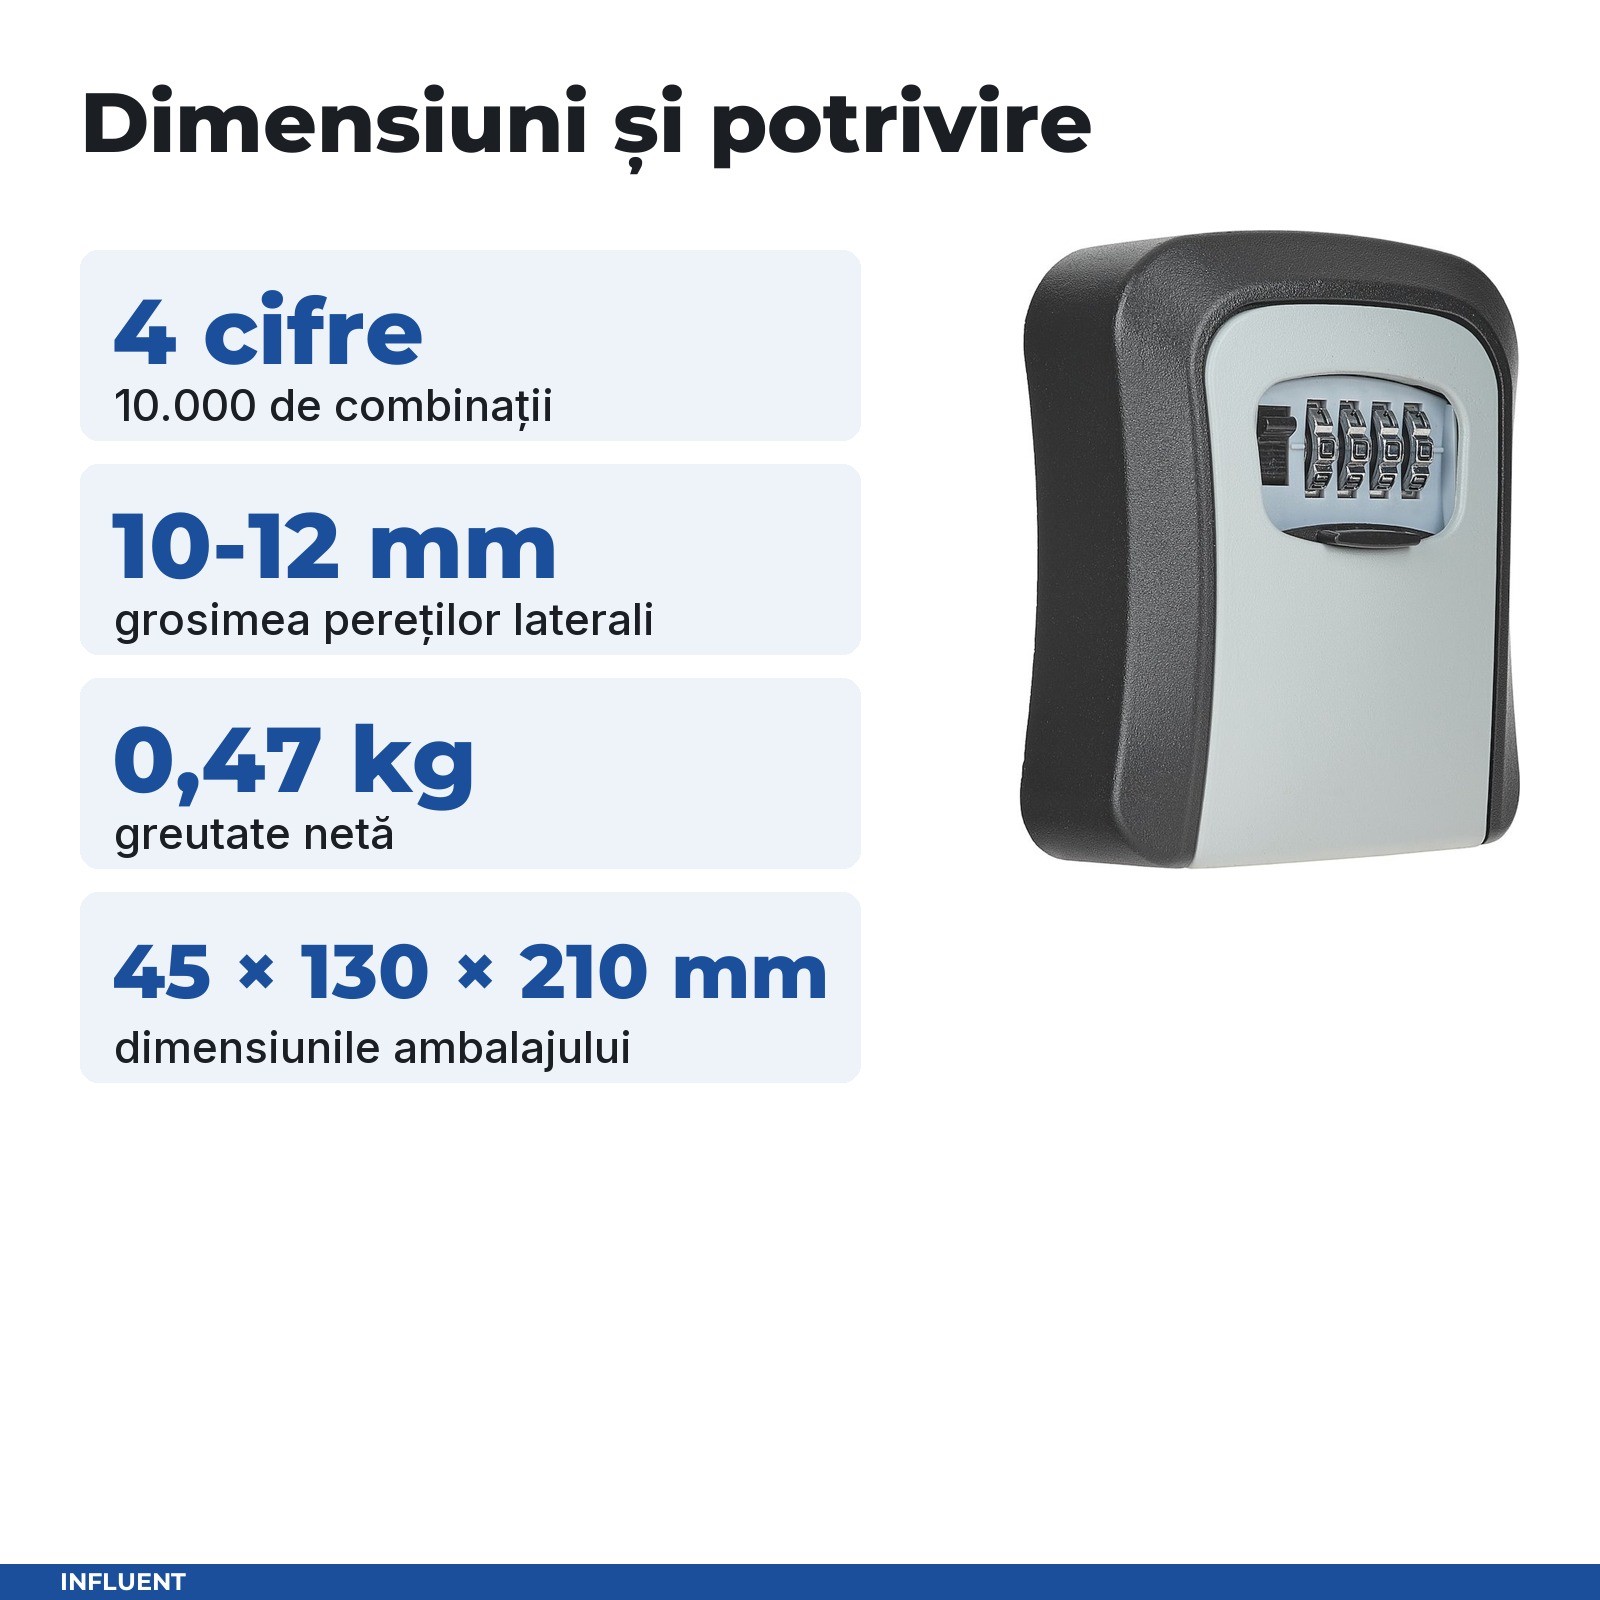 Dimensiuni și potrivire
4 cifre
10.000 de combinații
10-12 mm
grosimea pereților laterali
0,47 kg
greutate netă
45 × 130 × 210 mm
dimensiunile ambalajului
INFLUENT